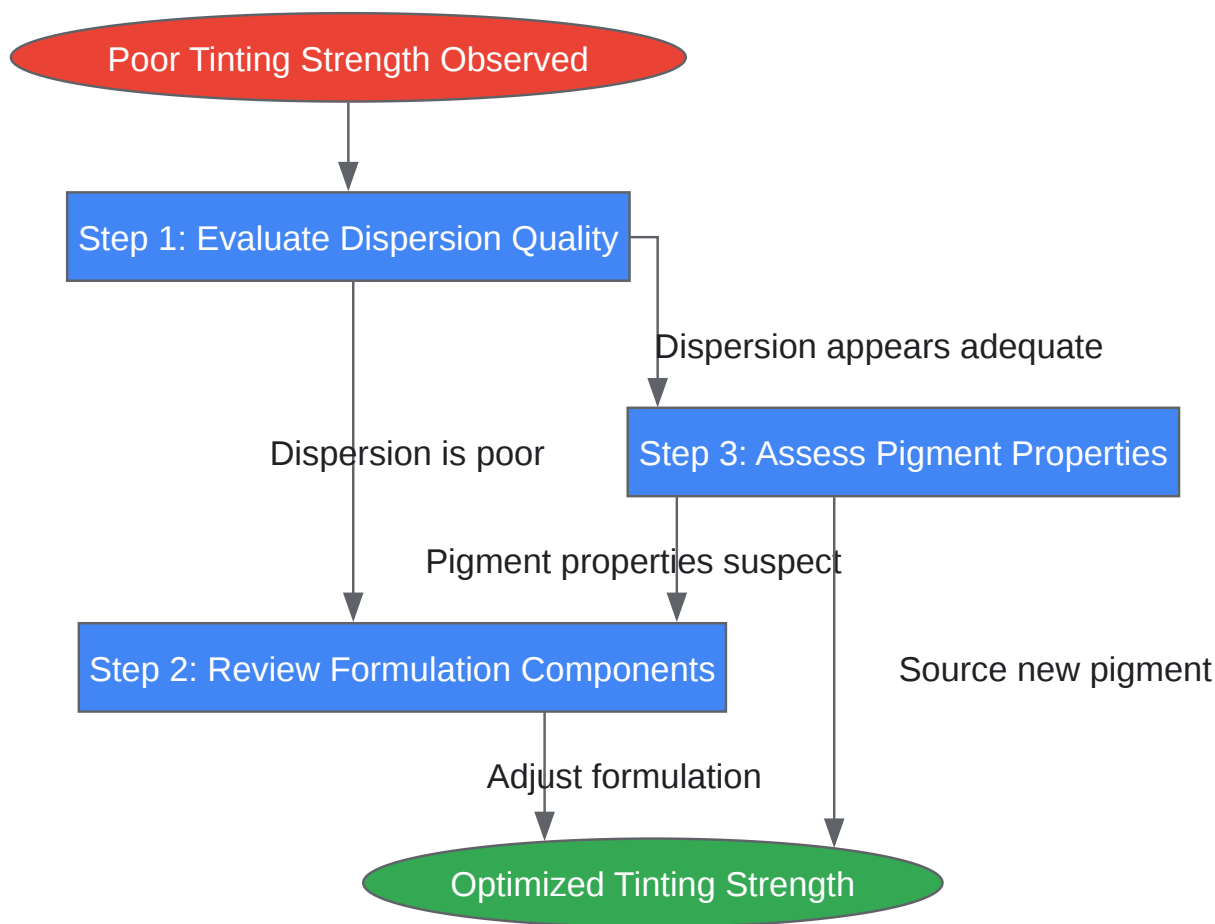 Poor Tinting Strength Observed
Step 1: Evaluate Dispersion Quality
Dispersion appears adequate
Dispersion is poor
Step 3: Assess Pigment Properties
Pigment properties suspect
Step 2: Review Formulation Components
Source new pigment
Adjust formulation
Optimized Tinting Strength